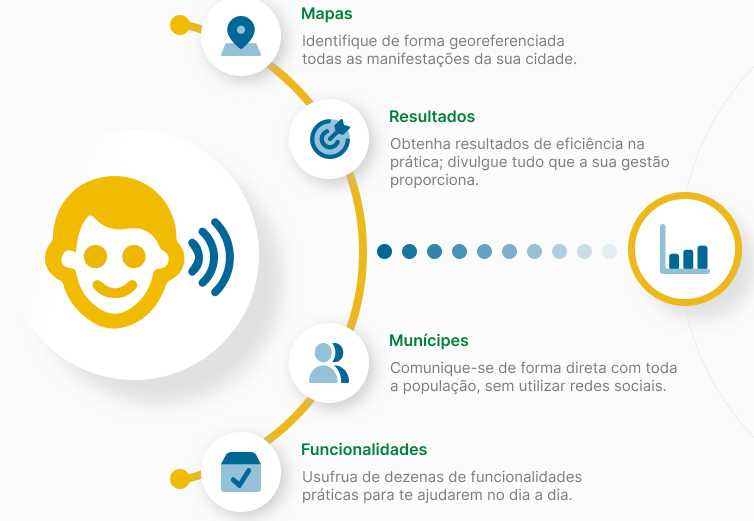 Mapas
Identifique de forma georeferenciada
todas as manifestações da sua cidade.
Resultados
Obtenha resultados de eficiência na
prática; divulgue tudo que a sua gestão
proporciona.
Munícipes
Comunique-se de forma direta com toda
a população, sem utilizar redes sociais.
Funcionalidades
Usufrua de dezenas de funcionalidades
práticas para te ajudarem no dia a dia.